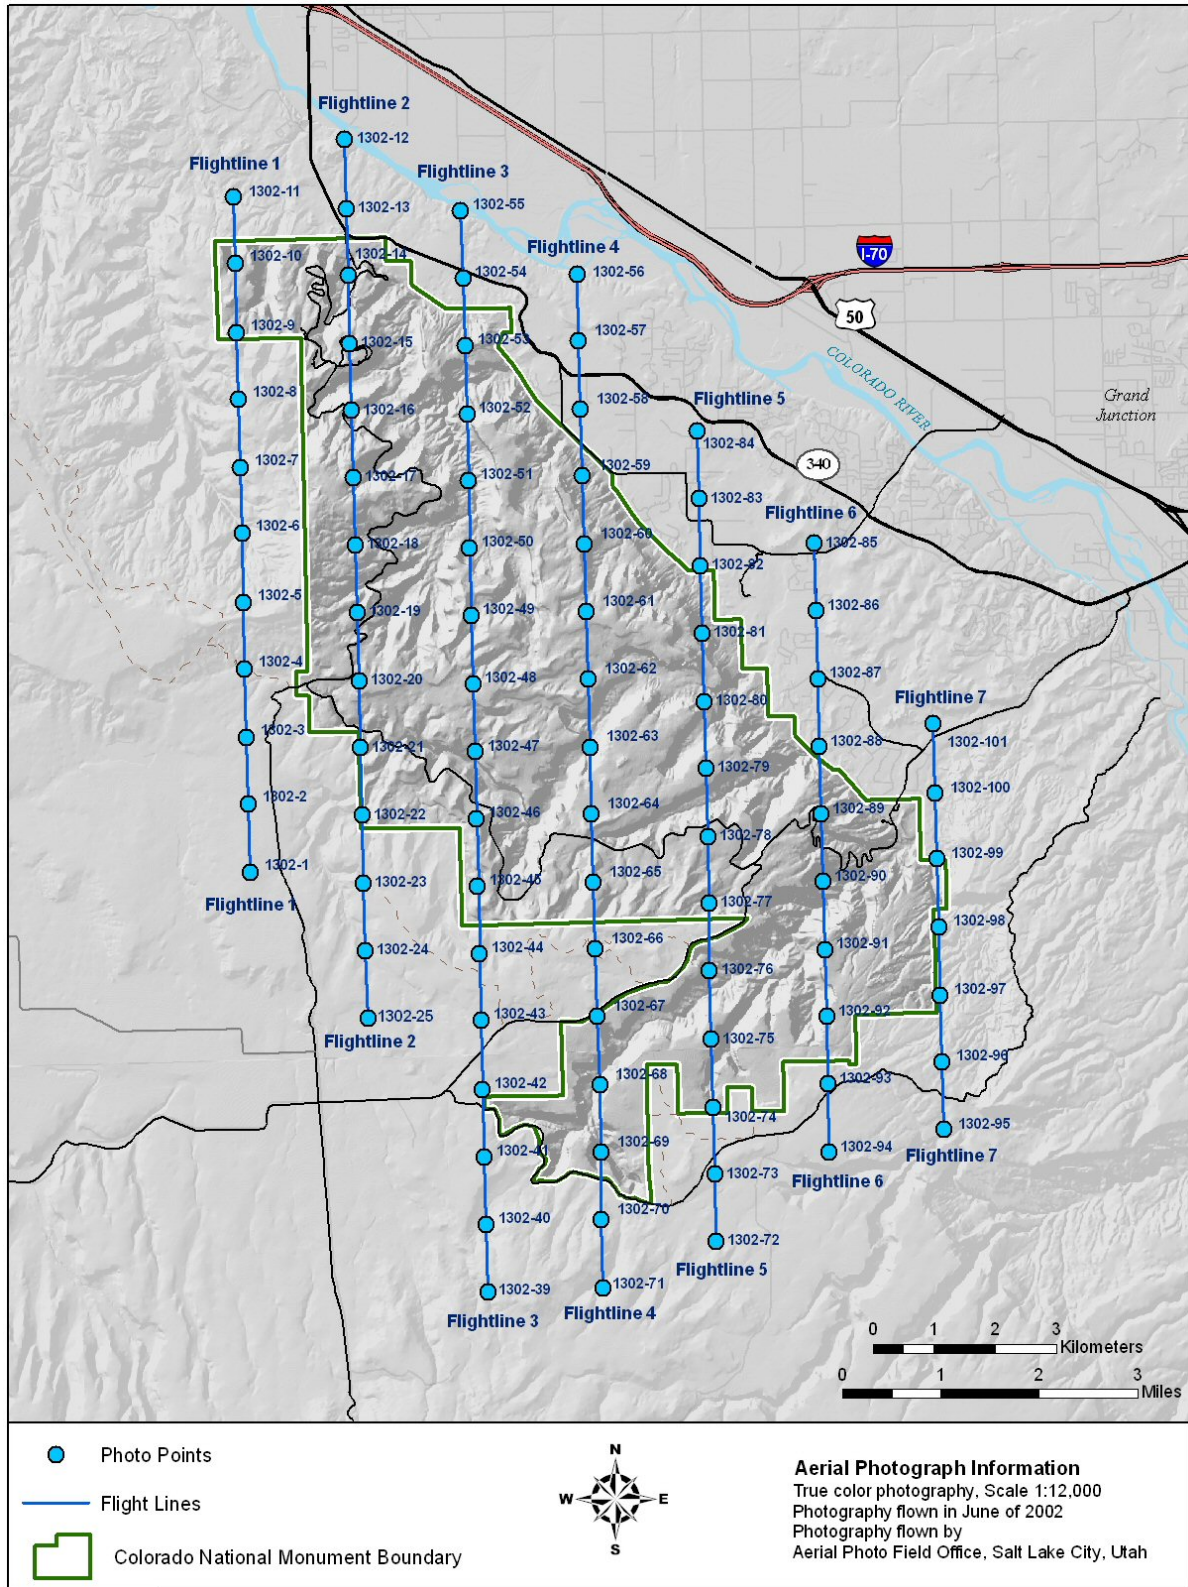 Flightline 2
1302-12
Flightline 1
Flightline 3
1302-11
1302-13
1302-55
Flightline 4
1302-10
1302-14
1302-54
1302-56
I-70
1302-9
1302-15
1302-53
1302-57
50
COLORADO RIVER
1302-8
1302-16
1302-52
1302-58
Flightline 5
Grand
Junction
1302-84
1302-7
1302-17
1302-51
1302-59
340
1302-83
Flightline 6
1302-6
1302-18
1302-50
1302-60
1302-82
1302-85
1302-5
1302-19
1302-49
1302-61
1302-81
1302-86
1302-4
1302-20
1302-48
1302-62
1302-80
1302-87
Flightline 7
1302-3
1302-21
1302-47
1302-63
1302-79
1302-88
1302-101
1302-2
1302-22
1302-46
1302-64
1302-78
1302-89
1302-100
1302-1
1302-23
1302-45
1302-65
1302-77
1302-90
1302-99
Flightline 1
1302-24
1302-44
1302-66
1302-76
1302-91
1302-98
1302-25
1302-43
1302-67
1302-75
1302-92
1302-97
Flightline 2
1302-42
1302-68
1302-74
1302-93
1302-96
1302-41
1302-69
1302-73
1302-94
1302-95
Flightline 6
Flightline 7
1302-40
1302-70
1302-72
Flightline 5
1302-39
1302-71
Flightline 3
Flightline 4
0 1 2 3
Kilometers
0 1 2 3
Miles
Photo Points
Flight Lines
Colorado National Monument Boundary
N
W E
S
Aerial Photograph Information
True color photography, Scale 1:12,000
Photography flown in June of 2002
Photography flown by
Aerial Photo Field Office, Salt Lake City, Utah